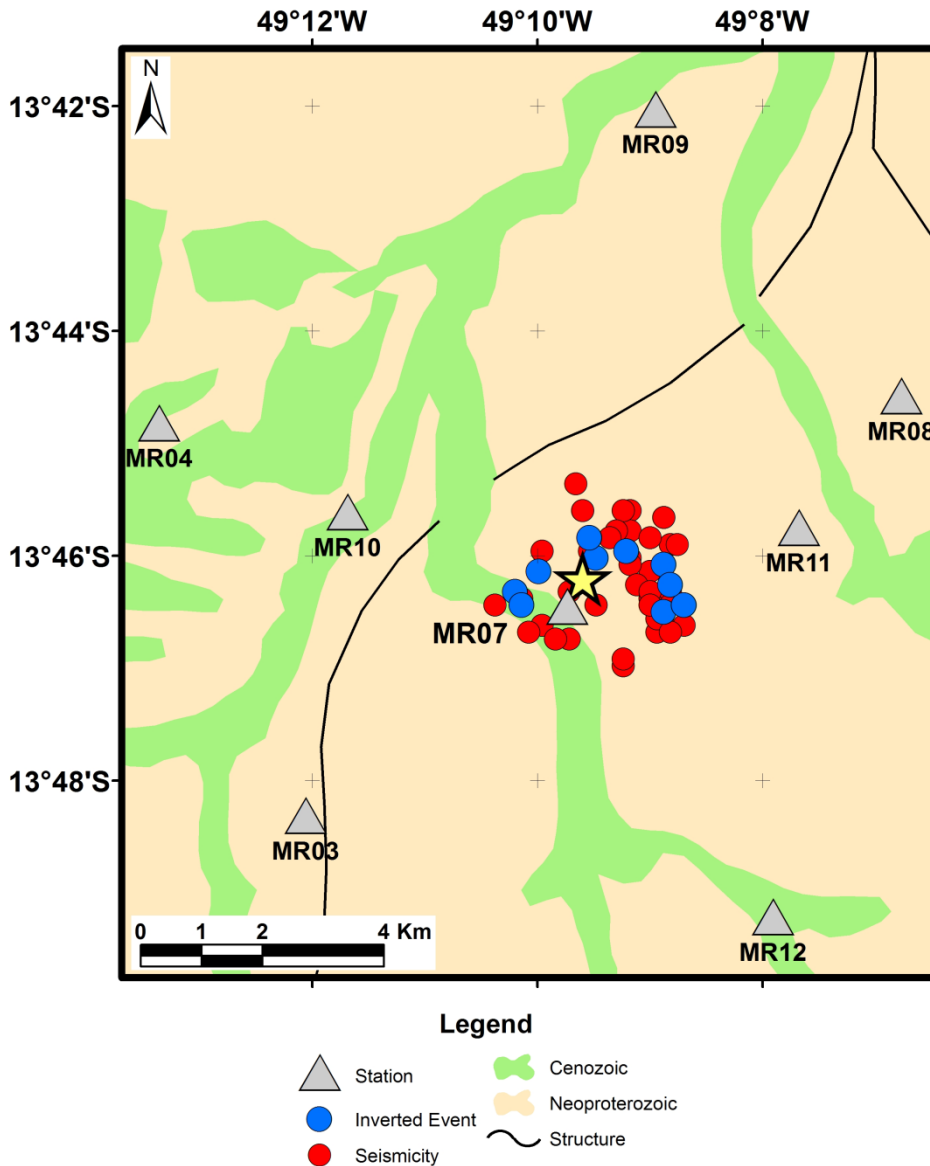 49°12'W 49°10'W 49°8'W
N
13°42'S
MR09
13°44'S
MR08
MR04
MR10
MR11
13°46'S
MR07
13°48'S
MR03
0 1 2 4 Km
MR12
Legend
Station
Cenozoic
Inverted Event
Neoproterozoic
Seismicity
Structure